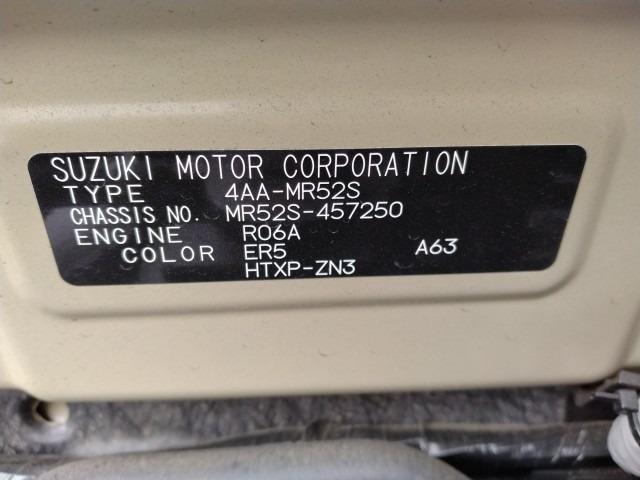 SUZUKI MOTOR CORPORATION
TYPE 4AA-MR52S
CHASSIS NO. MR52S-457250
ENGINE R06A
COLOR ER5 A63
HTXP-ZN3